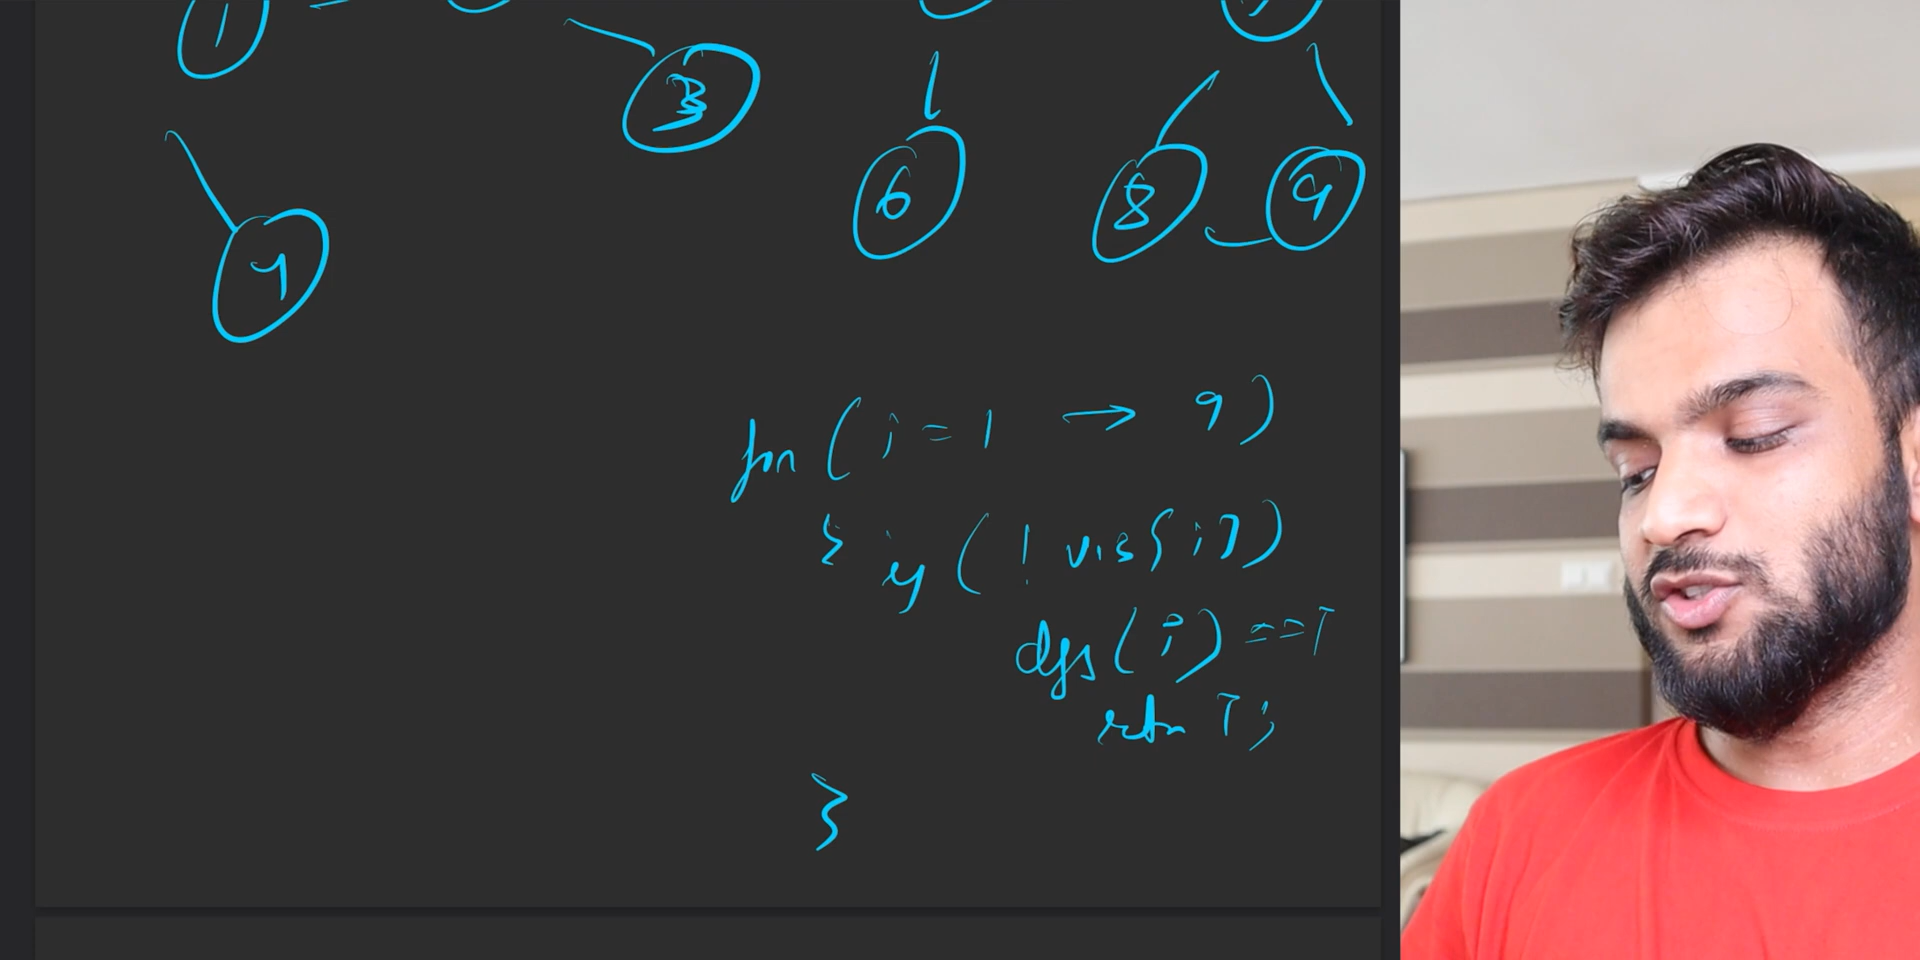 1
3
6
8
9
4
for ( i = 1 → 9 )
{ if ( ! vis[i] )
dfs ( i ) == T
retn T ;
}